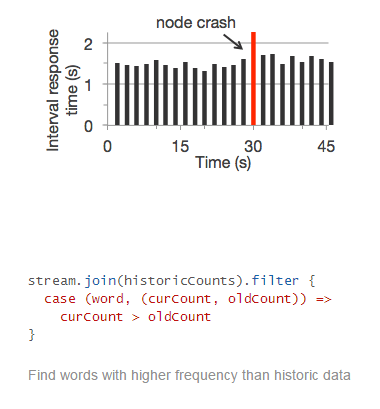 node crash
Interval response
time (s)
2
1
0
0 15 30 45
Time (s)
stream.join(historicCounts).filter {
  case (word, (curCount, oldCount)) =>
    curCount > oldCount
}
Find words with higher frequency than historic data